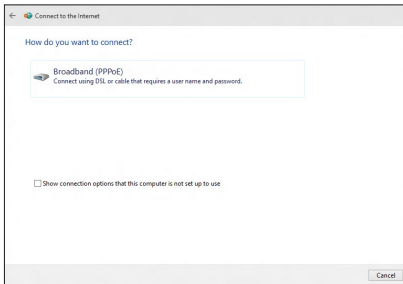 Connect to the Internet
How do you want to connect?
Broadband (PPPoE)
Connect using DSL or cable that requires a user name and password.
Show connection options that this computer is not set up to use
Cancel